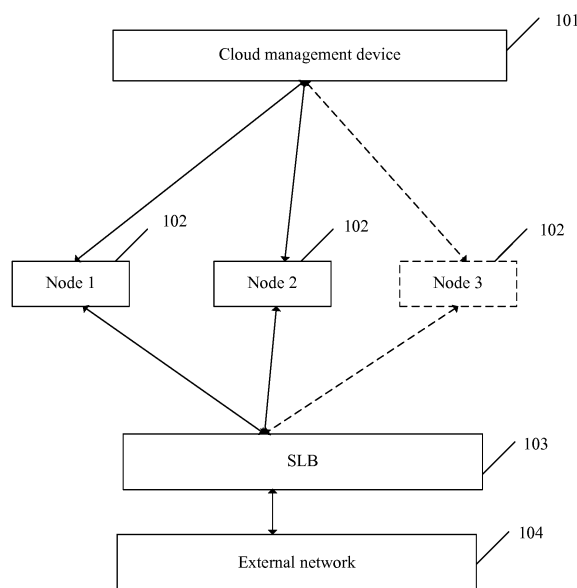 101
Cloud management device
102
102
102
Node 1
Node 2
Node 3
SLB
103
104
External network